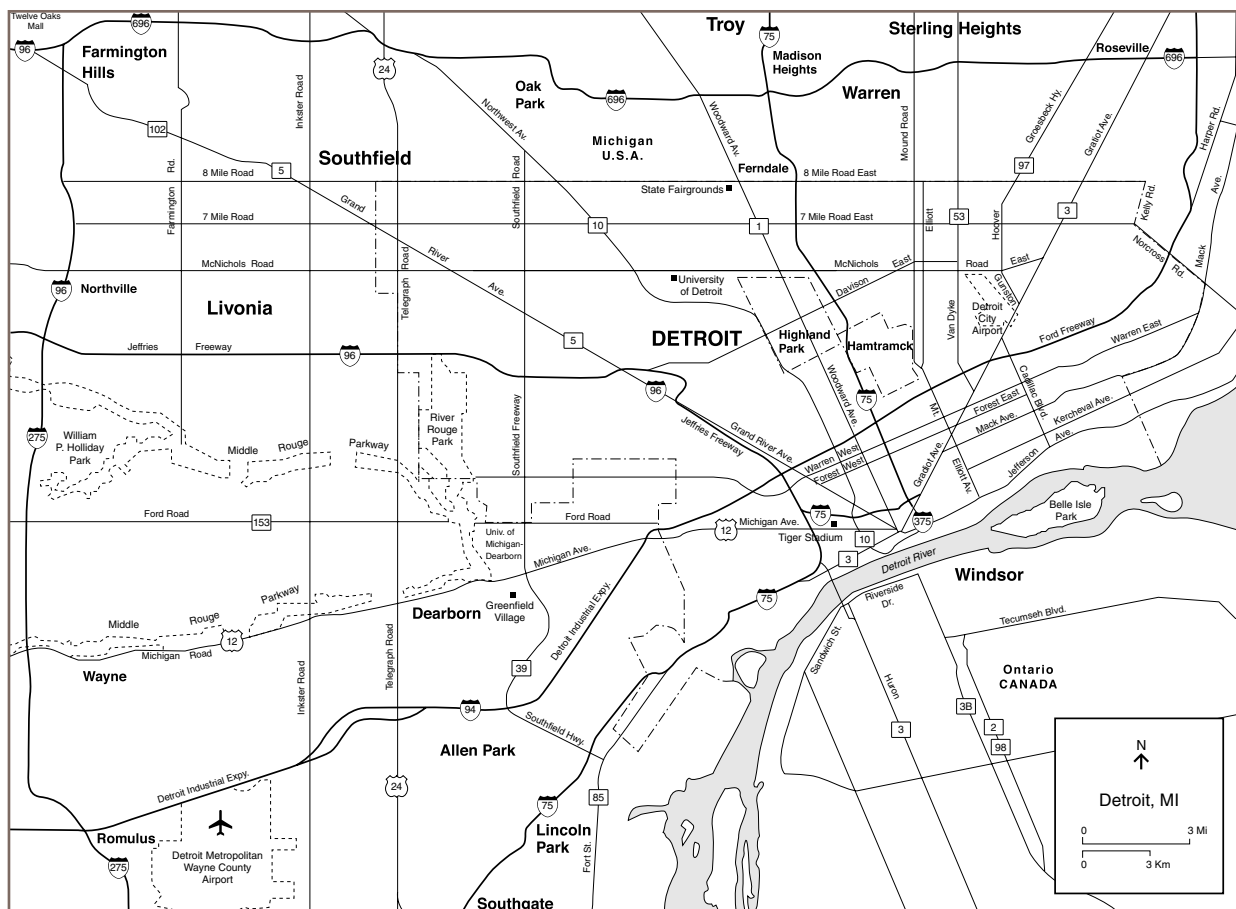 Twelve Oaks
Mall
696
96
Farmington
Hills
24
Inkster Road
102
5
Southfield
Oak
Park
Northwest Av.
696
Michigan
U.S.A.
Troy
75
Madison
Heights
Sterling Heights
Roseville
696
Warren
Mound Road
Groesbeck Hy.
Gratiot Ave.
Harper Rd.
Woodward Av.
97
Ferndale
Farmington Rd.
8 Mile Road
Southfield Road
State Fairgrounds
8 Mile Road East
Kelly Rd.
Mack Ave.
7 Mile Road
Grand River Ave.
10
1
7 Mile Road East
Elliott
53
Hoover
3
Norcross Rd.
McNichols Road
Telegraph Road
McNichols Road
East
University
of Detroit
Davison East
Gunston
96
Northville
Livonia
Van Dyke
Detroit
City
Airport
Ford Freeway
Warren East
DETROIT
Highland
Park
Hamtramck
Jeffries Freeway
96
5
96
Woodward Ave.
75
Mt.
Elliott Av.
Cadillac Blvd.
Forest East
Mack Ave.
Kercheval Ave.
Jefferson Ave.
River
Rouge
Park
Southfield Freeway
Jeffries Freeway
Grand River Ave.
Warren West
Forest West
Gradiot Ave.
275
William
P. Holliday
Park
Middle Rouge Parkway
Ford Road
153
Ford Road
Univ. of
Michigan-
Dearborn
Michigan Ave.
12
Michigan Ave.
75
Tiger Stadium
10
375
3
Belle Isle
Park
Detroit River
Windsor
Riverside
Dr.
Tecumseh Blvd.
Sandwich St.
75
Dearborn
Greenfield
Village
Detroit Industrial Expy.
Middle Rouge Parkway
12
Michigan Road
Wayne
Inkster Road
Telegraph Road
39
94
Southfield Hwy.
Allen Park
Huron
3
3B
2
98
Ontario
CANADA
Detroit Industrial Expy.
24
75
85
Lincoln
Park
Fort St.
Romulus
275
Detroit Metropolitan
Wayne County
Airport
Southgate
N
Detroit, MI
0 3 Mi
0 3 Km